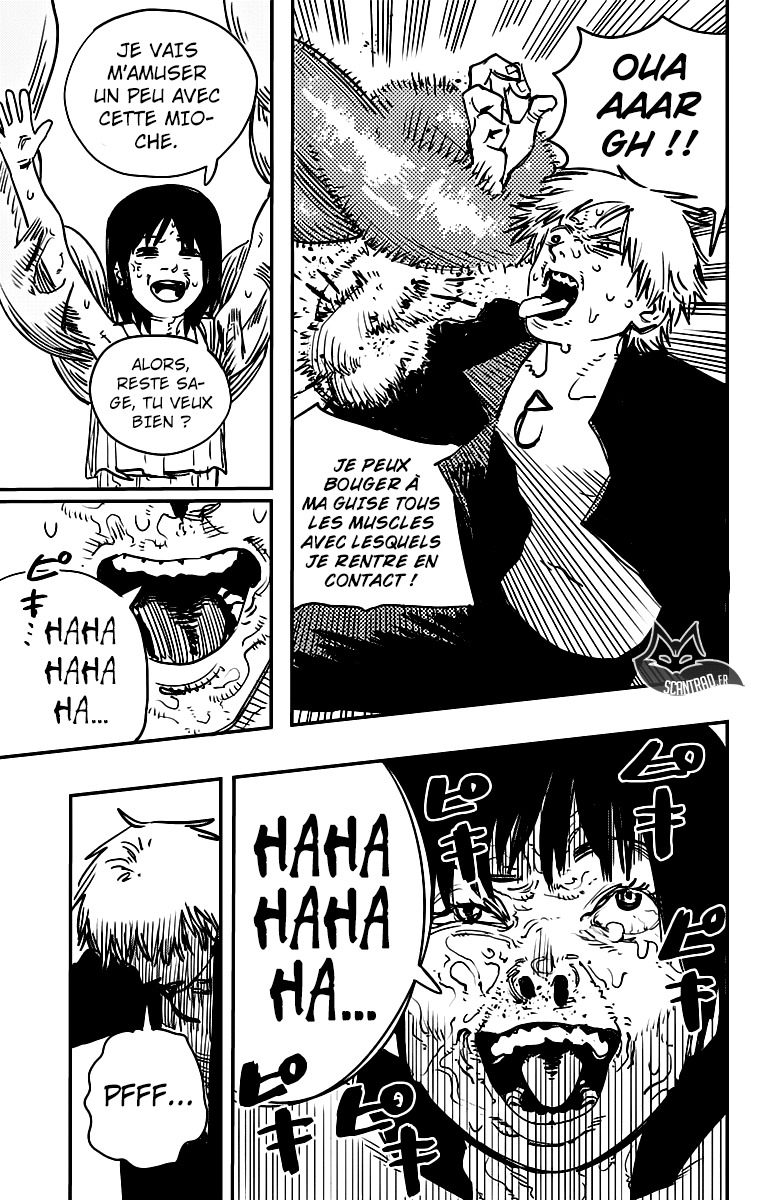 OUA
AAAR
GH !!
JE PEUX
BOUGER À
MA GUISE TOUS
LES MUSCLES
AVEC LESQUELS
JE RENTRE EN
CONTACT !
JE VAIS
M'AMUSER
UN PEU AVEC
CETTE MIO-
CHE.
ALORS,
RESTE SA-
GE, TU VEUX
BIEN ?
ピキ…
HAHA
HAHA
HA...
SCANTRAD.FR
ピキ
ピキ
ピキ
HAHA
HAHA
HA...
ピキ
ピキ
PFFF...